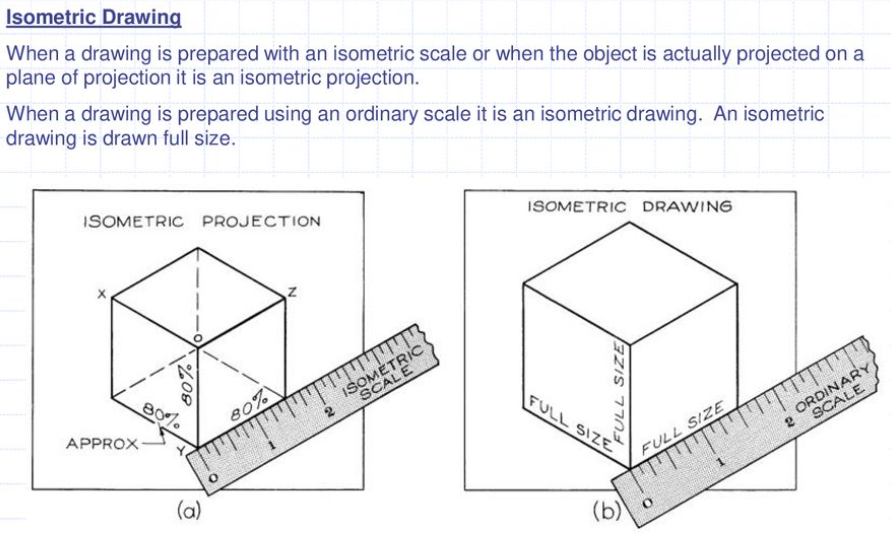 Isometric Drawing
When a drawing is prepared with an isometric scale or when the object is actually projected on a
plane of projection it is an isometric projection.
When a drawing is prepared using an ordinary scale it is an isometric drawing.  An isometric
drawing is drawn full size.
ISOMETRIC PROJECTION
X
Z
O
80%
80%
80%
APPROX
Y
0
1
2
ISOMETRIC
SCALE
(a)
ISOMETRIC DRAWING
FULL SIZE
FULL SIZE
FULL SIZE
0
1
2
ORDINARY
SCALE
(b)